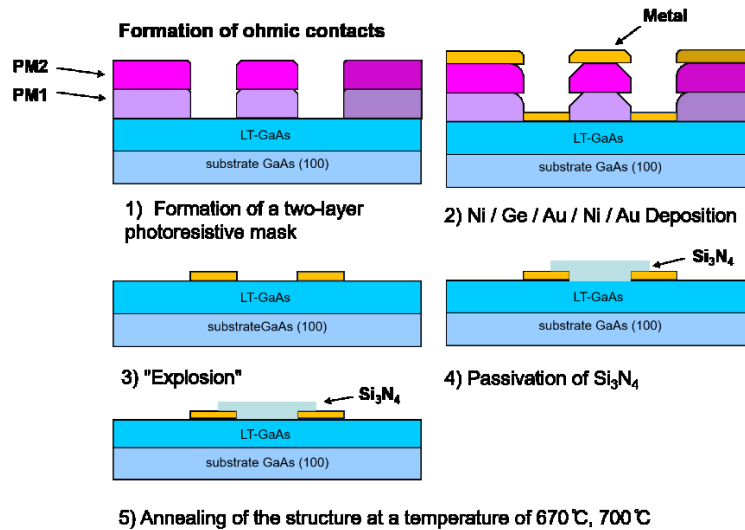 Formation of ohmic contacts
PM2
PM1
LT-GaAs
substrate GaAs (100)
1) Formation of a two-layer
photoresistive mask
Metal
LT-GaAs
substrate GaAs (100)
2) Ni / Ge / Au / Ni / Au Deposition
LT-GaAs
substrateGaAs (100)
3) "Explosion"
Si₃N₄
LT-GaAs
substrate GaAs (100)
4) Passivation of Si₃N₄
Si₃N₄
LT-GaAs
substrate GaAs (100)
5) Annealing of the structure at a temperature of 670℃, 700℃